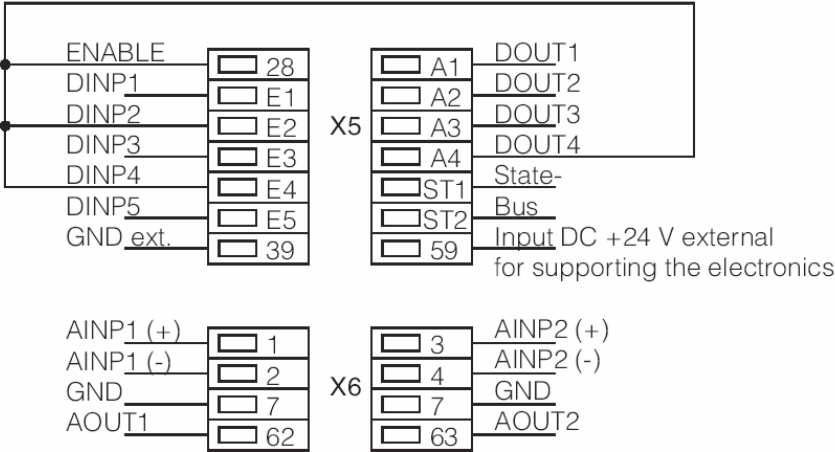 ENABLE 28 A1 DOUT1
DINP1 E1 A2 DOUT2
DINP2 E2 X5 A3 DOUT3
DINP3 E3 A4 DOUT4
DINP4 E4 ST1 State-
DINP5 E5 ST2 Bus
GND ext. 39 59 Input DC +24 V external
for supporting the electronics
AINP1 (+) 1 3 AINP2 (+)
AINP1 (-) 2 4 AINP2 (-)
GND 7 X6 7 GND
AOUT1 62 63 AOUT2